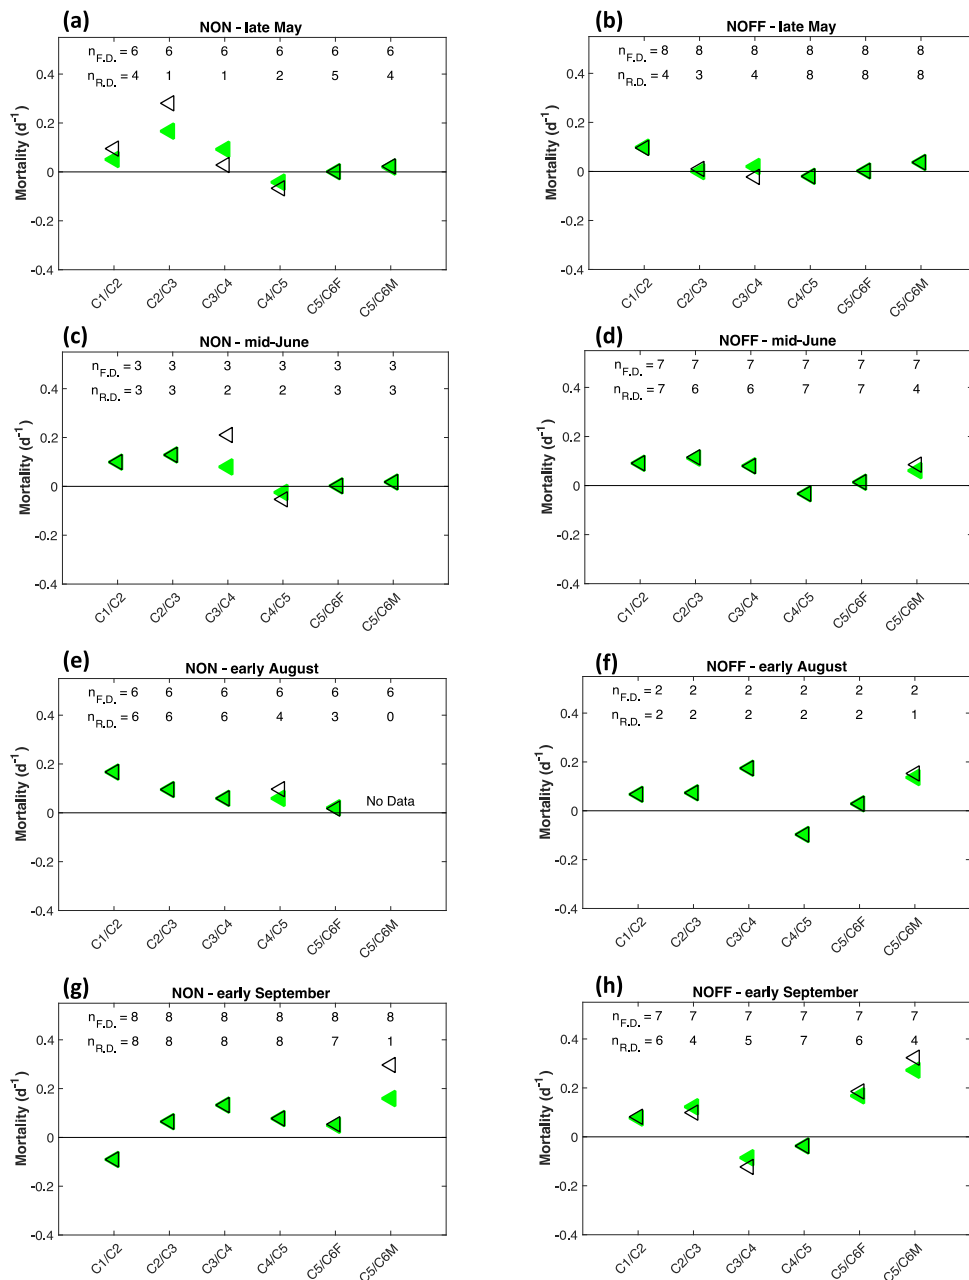 (a)
NON - late May
n F.D. = 6 6 6 6 6 6
n R.D. = 4 1 1 2 5 4
Mortality (d⁻¹)
0.4
0.2
0
-0.2
-0.4
C1/C2 C2/C3 C3/C4 C4/C5 C5/C6F C5/C6M
(b)
NOFF - late May
n F.D. = 8 8 8 8 8 8
n R.D. = 4 3 4 8 8 8
Mortality (d⁻¹)
0.4
0.2
0
-0.2
-0.4
C1/C2 C2/C3 C3/C4 C4/C5 C5/C6F C5/C6M
(c)
NON - mid-June
n F.D. = 3 3 3 3 3 3
n R.D. = 3 3 2 2 3 3
Mortality (d⁻¹)
0.4
0.2
0
-0.2
-0.4
C1/C2 C2/C3 C3/C4 C4/C5 C5/C6F C5/C6M
(d)
NOFF - mid-June
n F.D. = 7 7 7 7 7 7
n R.D. = 7 6 6 7 7 4
Mortality (d⁻¹)
0.4
0.2
0
-0.2
-0.4
C1/C2 C2/C3 C3/C4 C4/C5 C5/C6F C5/C6M
(e)
NON - early August
n F.D. = 6 6 6 6 6 6
n R.D. = 6 6 6 4 3 0
Mortality (d⁻¹)
0.4
0.2
0
-0.2
-0.4
No Data
C1/C2 C2/C3 C3/C4 C4/C5 C5/C6F C5/C6M
(f)
NOFF - early August
n F.D. = 2 2 2 2 2 2
n R.D. = 2 2 2 2 2 1
Mortality (d⁻¹)
0.4
0.2
0
-0.2
-0.4
C1/C2 C2/C3 C3/C4 C4/C5 C5/C6F C5/C6M
(g)
NON - early September
n F.D. = 8 8 8 8 8 8
n R.D. = 8 8 8 8 7 1
Mortality (d⁻¹)
0.4
0.2
0
-0.2
-0.4
C1/C2 C2/C3 C3/C4 C4/C5 C5/C6F C5/C6M
(h)
NOFF - early September
n F.D. = 7 7 7 7 7 7
n R.D. = 6 4 5 7 6 4
Mortality (d⁻¹)
0.4
0.2
0
-0.2
-0.4
C1/C2 C2/C3 C3/C4 C4/C5 C5/C6F C5/C6M